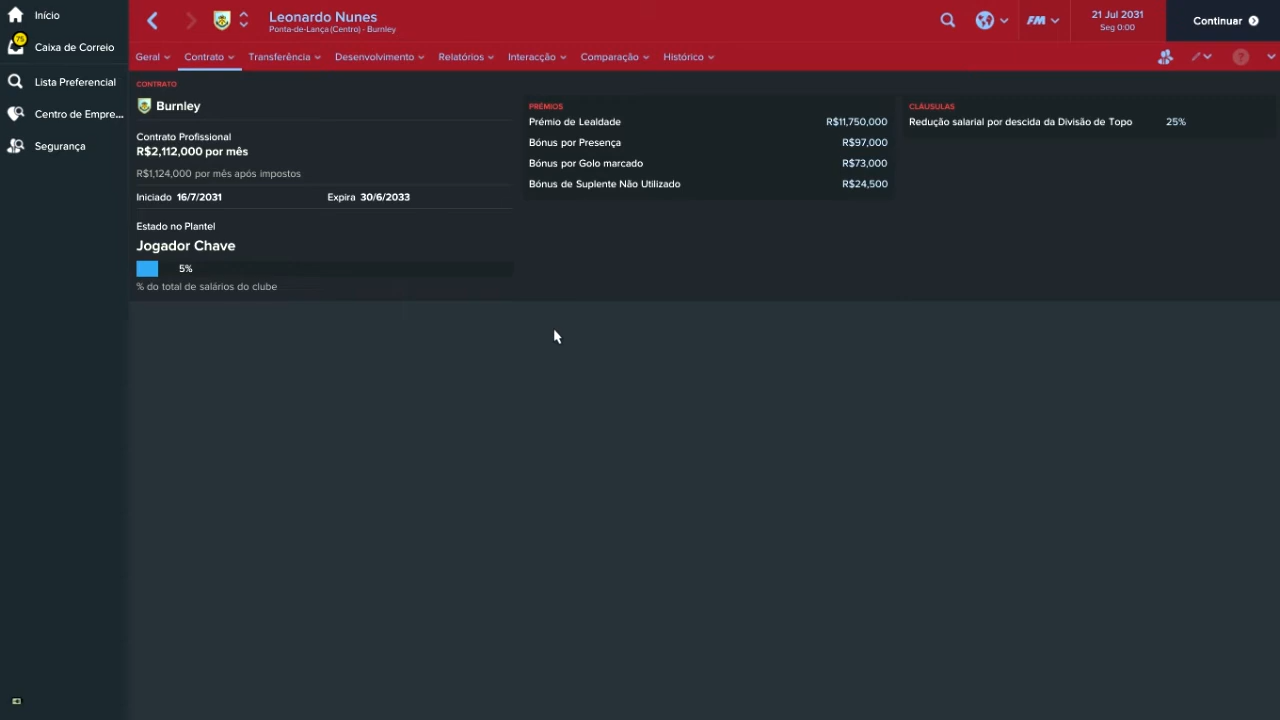 Início
75
Caixa de Correio
Lista Preferencial
Centro de Empre...
Segurança
Leonardo Nunes
Ponta-de-Lança (Centro) - Burnley
FM
21 Jul 2031
Seg 0:00
Continuar
Geral
Contrato
Transferência
Desenvolvimento
Relatórios
Interacção
Comparação
Histórico
?
CONTRATO
Burnley
Contrato Profissional
R$2,112,000 por mês
R$1,124,000 por mês após impostos
Iniciado 16/7/2031 Expira 30/6/2033
Estado no Plantel
Jogador Chave
5%
% do total de salários do clube
PRÉMIOS
Prémio de Lealdade R$11,750,000
Bónus por Presença R$97,000
Bónus por Golo marcado R$73,000
Bónus de Suplente Não Utilizado R$24,500
CLÁUSULAS
Redução salarial por descida da Divisão de Topo 25%